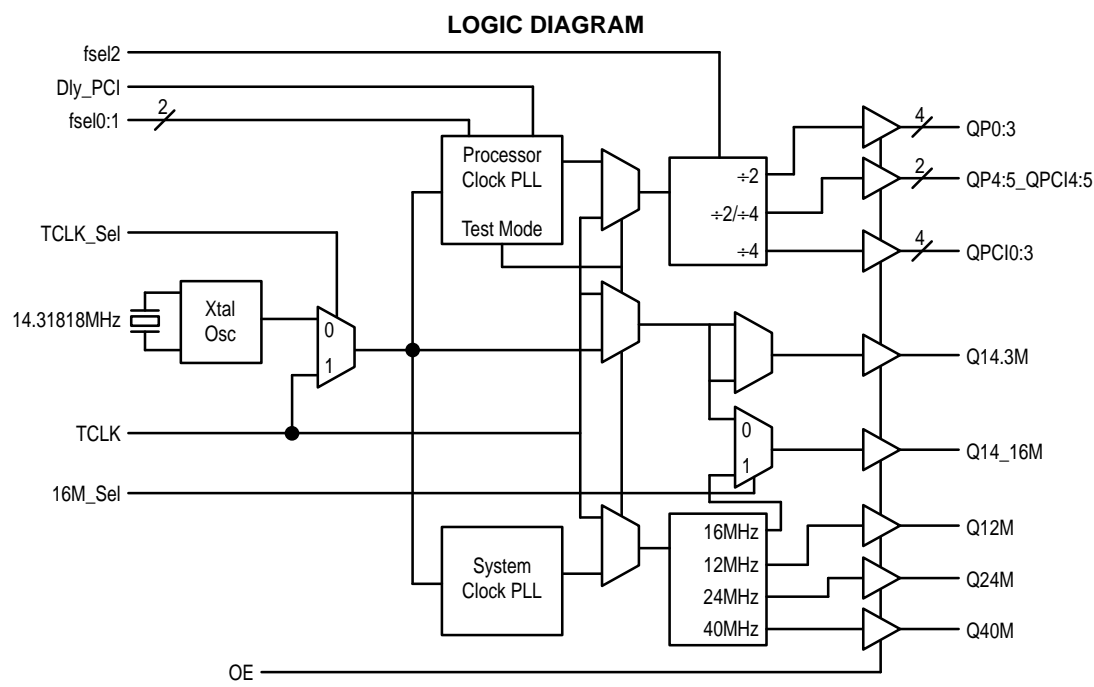 LOGIC DIAGRAM
fsel2
Dly_PCI
fsel0:1
2
Processor
Clock PLL
Test Mode
÷2
÷2/÷4
÷4
4
QP0:3
2
QP4:5_QPCI4:5
4
QPCI0:3
TCLK_Sel
14.31818MHz
Xtal
Osc
0
1
Q14.3M
TCLK
0
1
Q14_16M
16M_Sel
System
Clock PLL
16MHz
12MHz
24MHz
40MHz
Q12M
Q24M
Q40M
OE